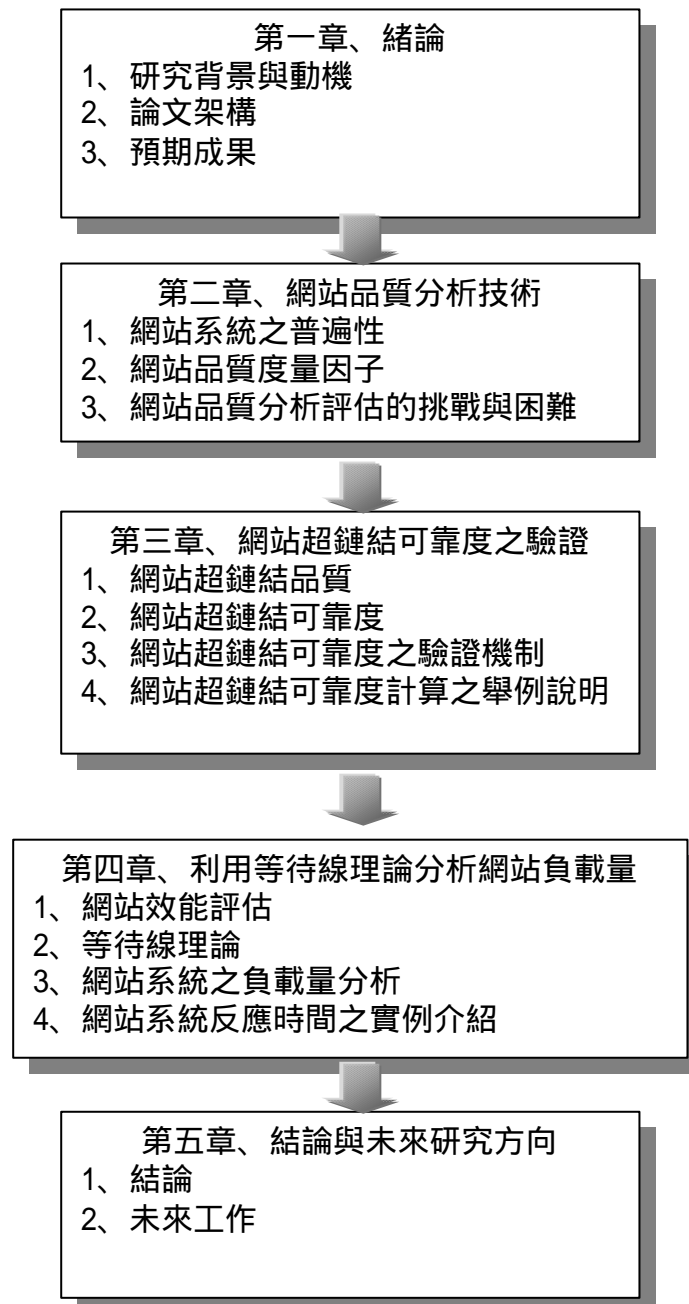 第一章、緒論
1、研究背景與動機
2、論文架構
3、預期成果
第二章、網站品質分析技術
1、網站系統之普遍性
2、網站品質度量因子
3、網站品質分析評估的挑戰與困難
第三章、網站超鏈結可靠度之驗證
1、網站超鏈結品質
2、網站超鏈結可靠度
3、網站超鏈結可靠度之驗證機制
4、網站超鏈結可靠度計算之舉例說明
第四章、利用等待線理論分析網站負載量
1、網站效能評估
2、等待線理論
3、網站系統之負載量分析
4、網站系統反應時間之實例介紹
第五章、結論與未來研究方向
1、結論
2、未來工作